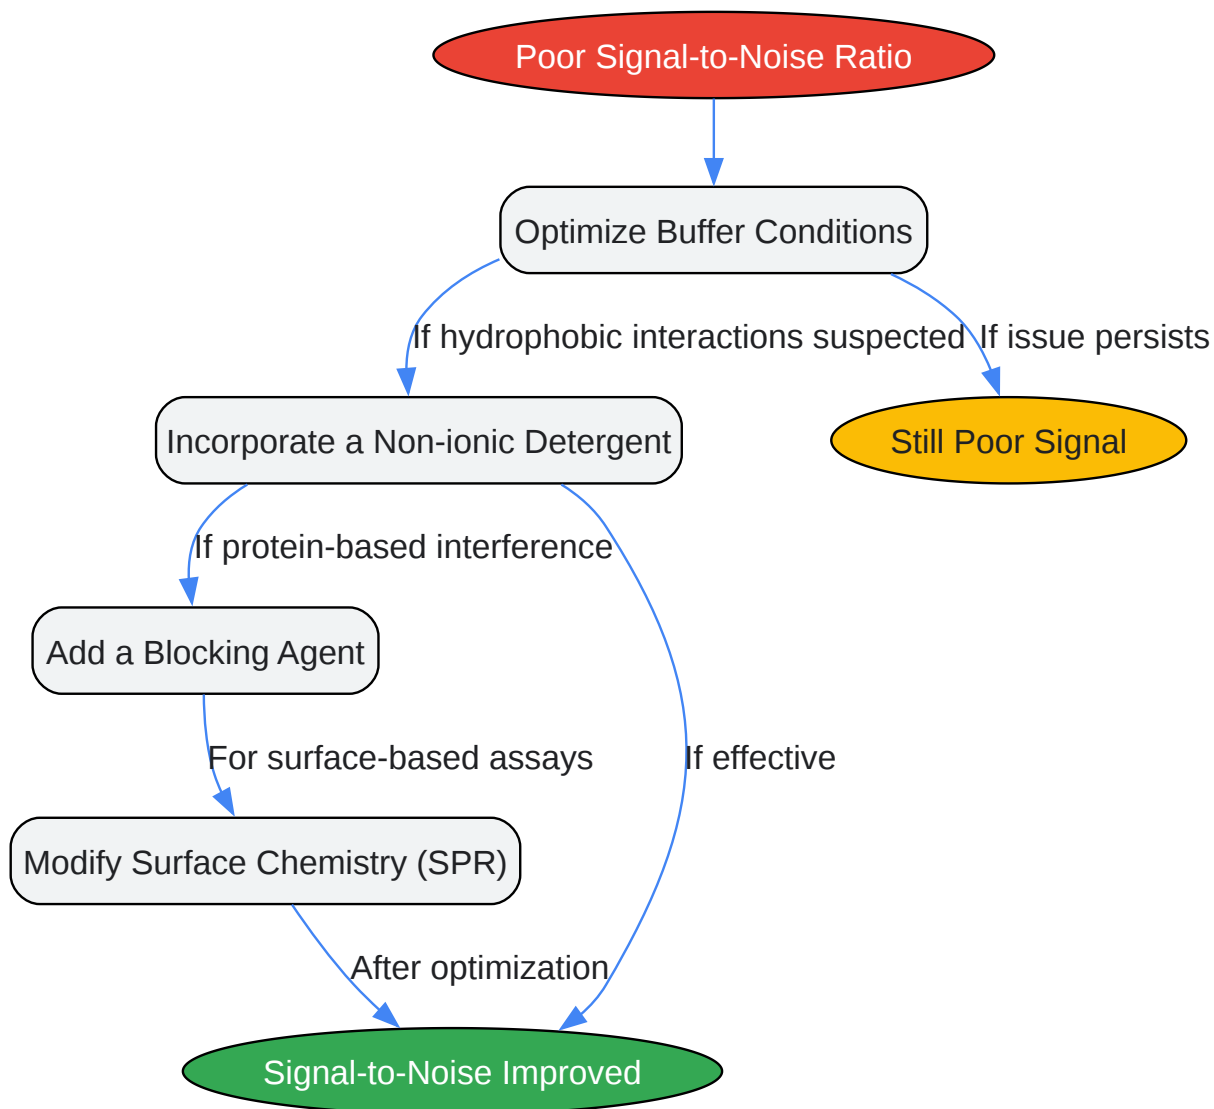 Poor Signal-to-Noise Ratio
Optimize Buffer Conditions
If hydrophobic interactions suspected
If issue persists
Incorporate a Non-ionic Detergent
Still Poor Signal
If protein-based interference
Add a Blocking Agent
For surface-based assays
If effective
Modify Surface Chemistry (SPR)
After optimization
Signal-to-Noise Improved